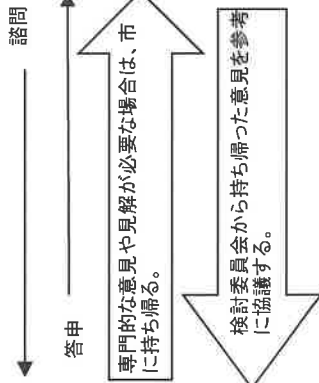 諮問
答申
専門的な意見や見解が必要な場合は、市
に持ち帰る。
検討委員会から持ち帰った意見を参考
に協議する。